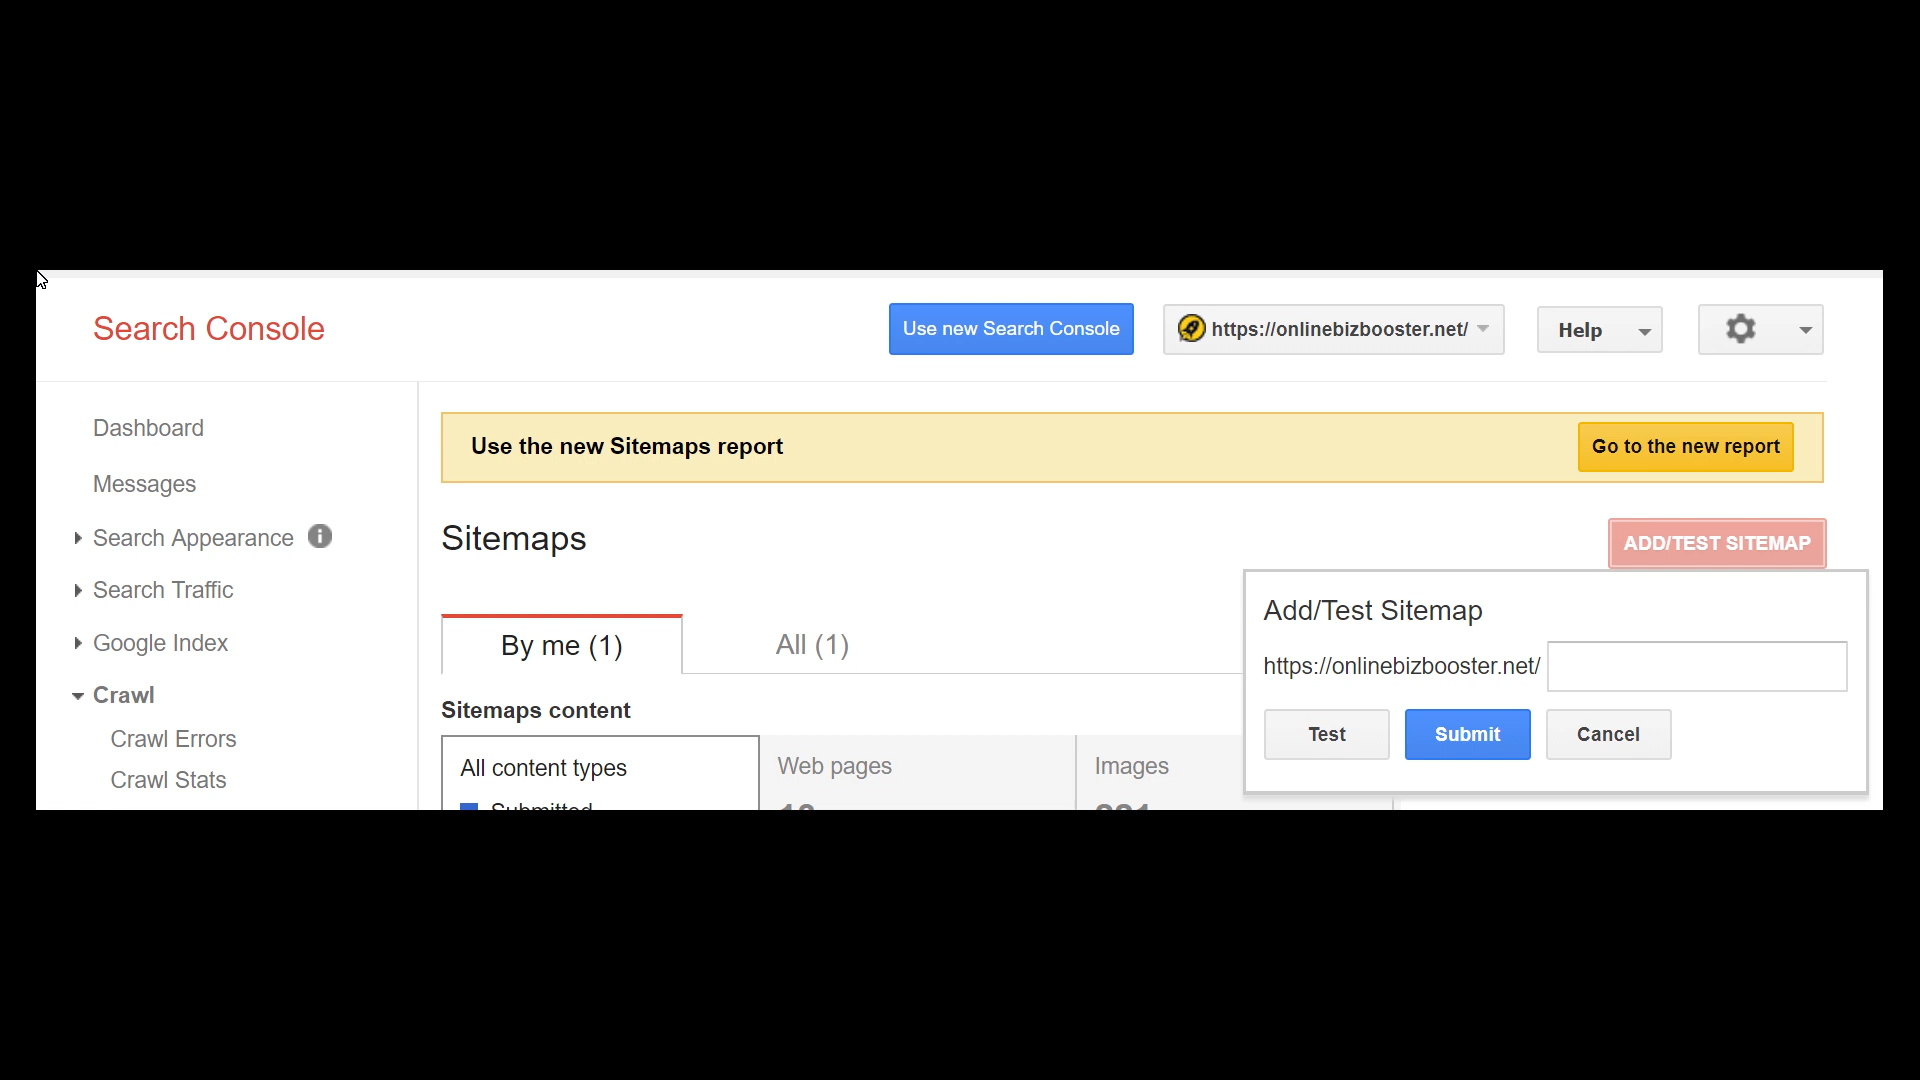 Search Console
Use new Search Console
https://onlinebizbooster.net/
Help
Dashboard
Messages
Search Appearance
Search Traffic
Google Index
Crawl
Crawl Errors
Crawl Stats
Use the new Sitemaps report
Go to the new report
Sitemaps
ADD/TEST SITEMAP
By me (1)
All (1)
Sitemaps content
All content types
Submitted
Web pages
Images
Add/Test Sitemap
https://onlinebizbooster.net/
Test
Submit
Cancel